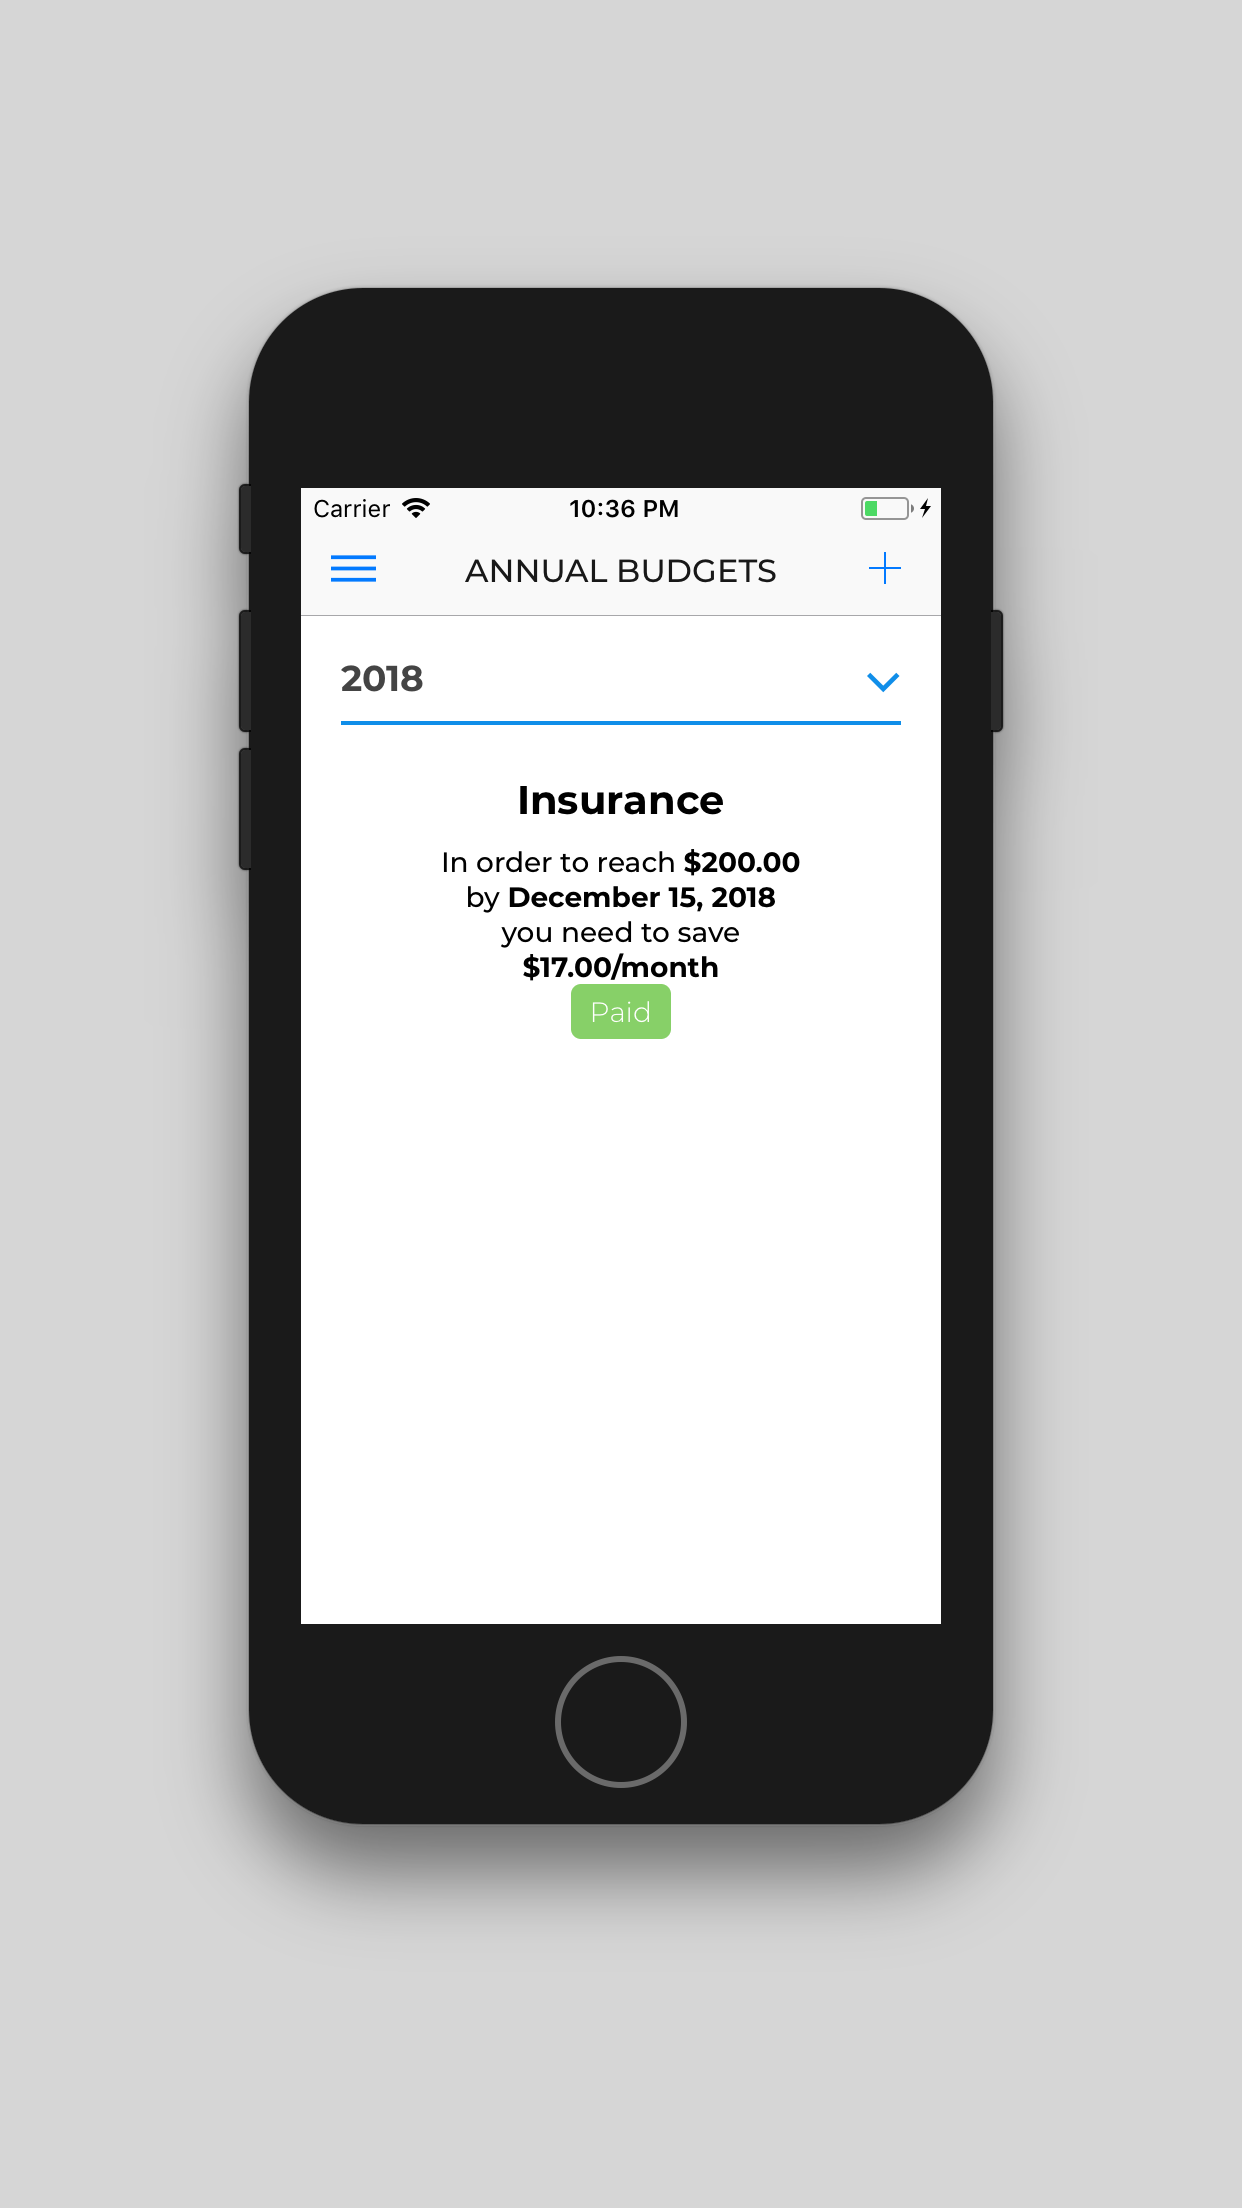 Carrier
10:36 PM
ANNUAL BUDGETS
2018
Insurance
In order to reach $200.00
by December 15, 2018
you need to save
$17.00/month
Paid